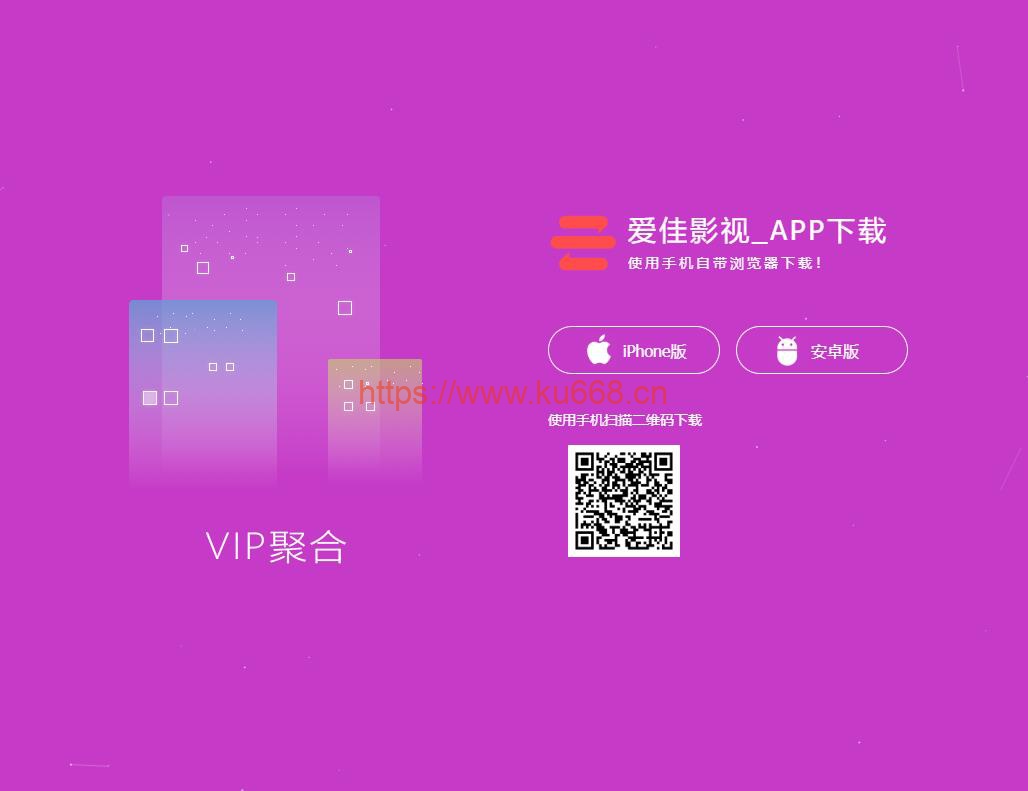 爱佳影视_APP下载
使用手机自带浏览器下载！
iPhone版
安卓版
https://www.ku668.cn
使用手机扫描二维码下载
VIP聚合